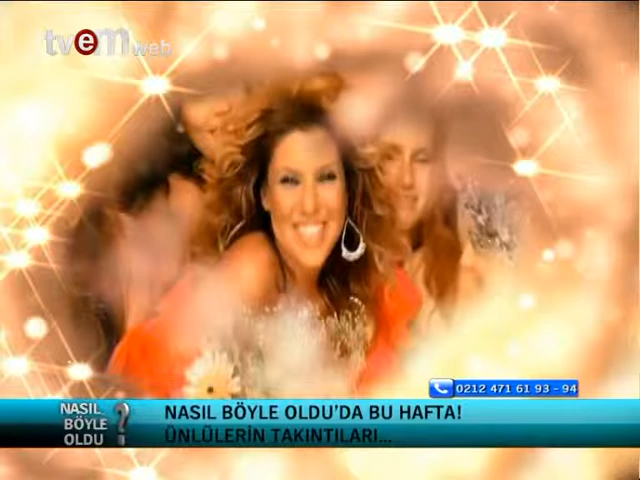 tvem web
0212 471 61 93 - 94
NASIL BÖYLE OLDU ?
NASIL BÖYLE OLDU'DA BU HAFTA!
ÜNLÜLERİN TAKINTILARI...